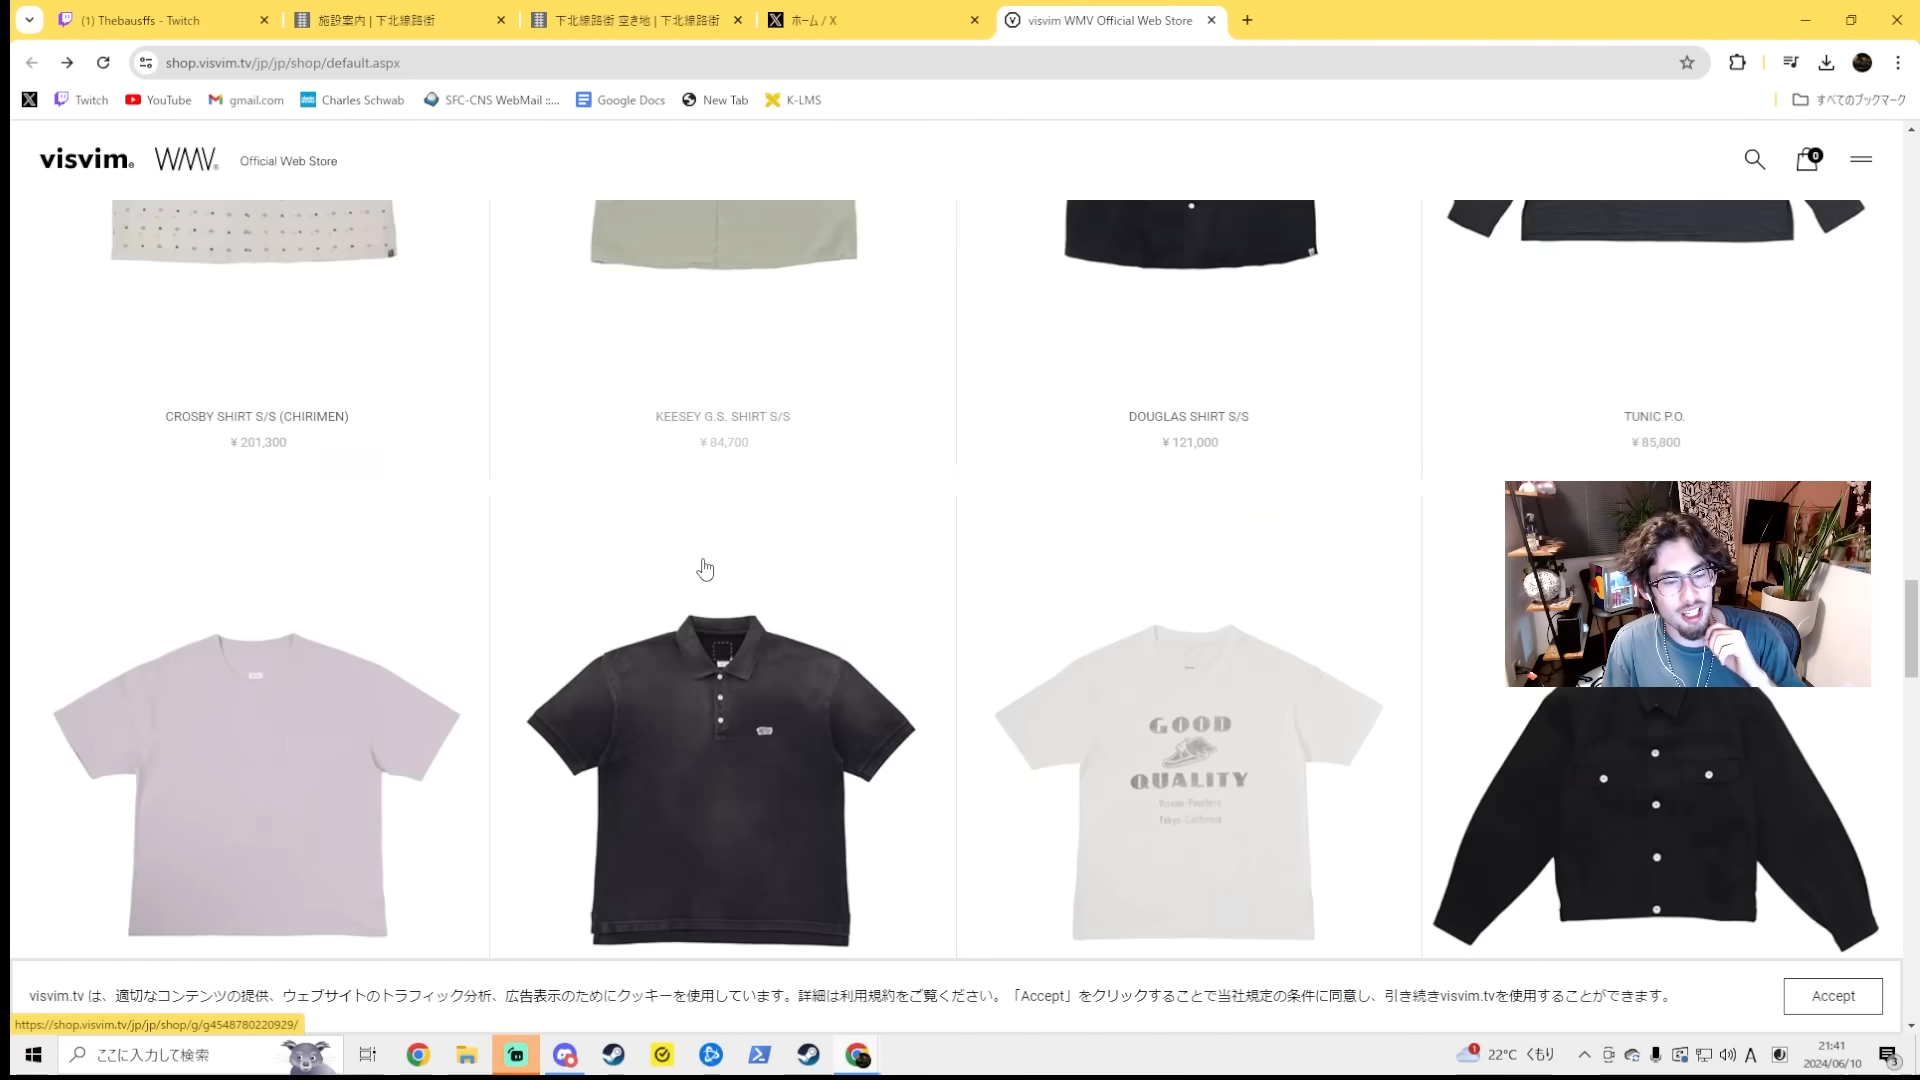 (1) Thebausffs - Twitch
施設案内 | 下北線路街
下北線路街 空き地 | 下北線路街
ホーム / X
visvim WMV Official Web Store
shop.visvim.tv/jp/jp/shop/default.aspx
Twitch
YouTube
gmail.com
Charles Schwab
SFC-CNS WebMail ::...
Google Docs
New Tab
K-LMS
すべてのブックマーク
visvim WMV Official Web Store
0
CROSBY SHIRT S/S (CHIRIMEN)
¥ 201,300
KEESEY G.S. SHIRT S/S
¥ 84,700
DOUGLAS SHIRT S/S
¥ 121,000
TUNIC P.O.
¥ 85,800
GOOD
QUALITY
Tokyo-California
visvim.tv は、適切なコンテンツの提供、ウェブサイトのトラフィック分析、広告表示のためにクッキーを使用しています。詳細は利用規約をご覧ください。「Accept」をクリックすることで当社規定の条件に同意し、引き続きvisvim.tvを使用することができます。
Accept
https://shop.visvim.tv/jp/jp/shop/g/g4548780220929/
ここに入力して検索
1
22°C くもり
A
21:41
2024/06/10
3